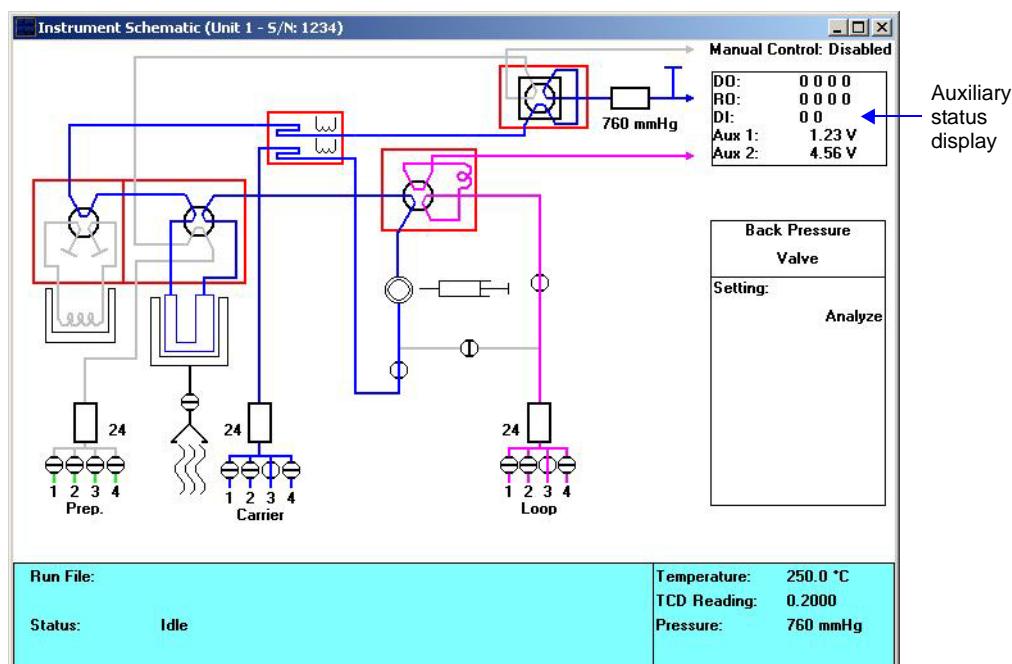 Instrument Schematic (Unit 1 - S/N: 1234)
Manual Control: Disabled
DO: 0 0 0 0
RO: 0 0 0 0
DI: 0 0
Aux 1: 1.23 V
Aux 2: 4.56 V
Auxiliary
status
display
760 mmHg
Back Pressure
Valve
Setting:
Analyze
24
24
24
1 2 3 4
Prep.
1 2 3 4
Carrier
1 2 3 4
Loop
Run File:
Status: Idle
Temperature: 250.0 °C
TCD Reading: 0.2000
Pressure: 760 mmHg